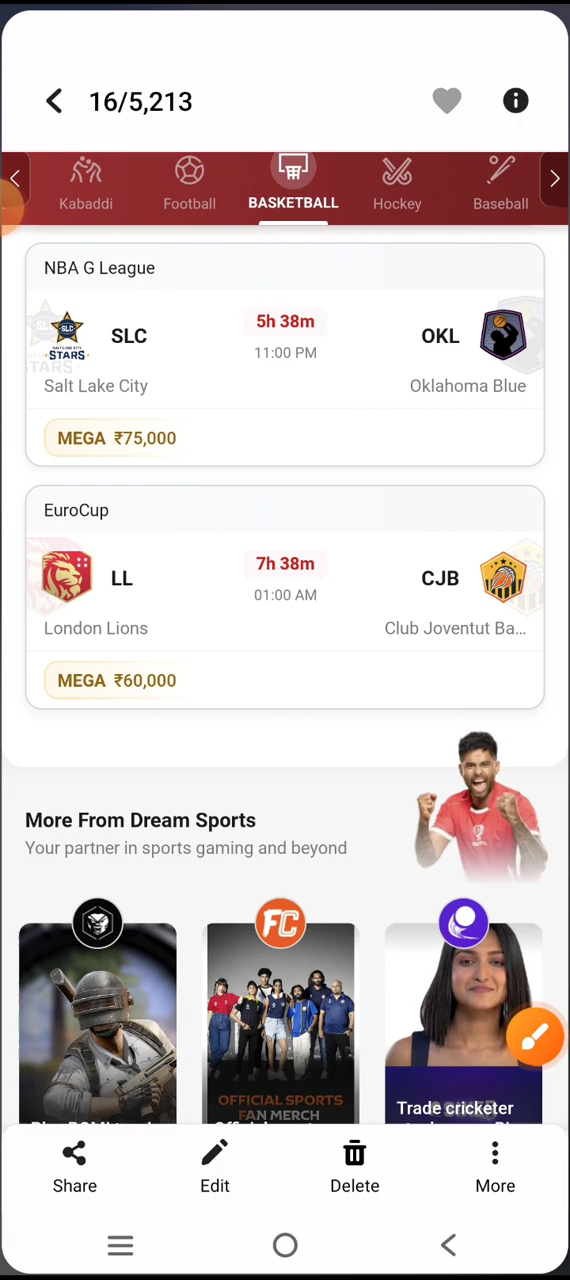 16/5,213
Kabaddi
Football
BASKETBALL
Hockey
Baseball
NBA G League
SLC
STARS
SLC
5h 38m
11:00 PM
OKL
Salt Lake City
Oklahoma Blue
MEGA ₹75,000
EuroCup
LL
7h 38m
01:00 AM
CJB
London Lions
Club Joventut Ba...
MEGA ₹60,000
More From Dream Sports
Your partner in sports gaming and beyond
FC
OFFICIAL SPORTS
FAN MERCH
Trade cricketer
Share
Edit
Delete
More